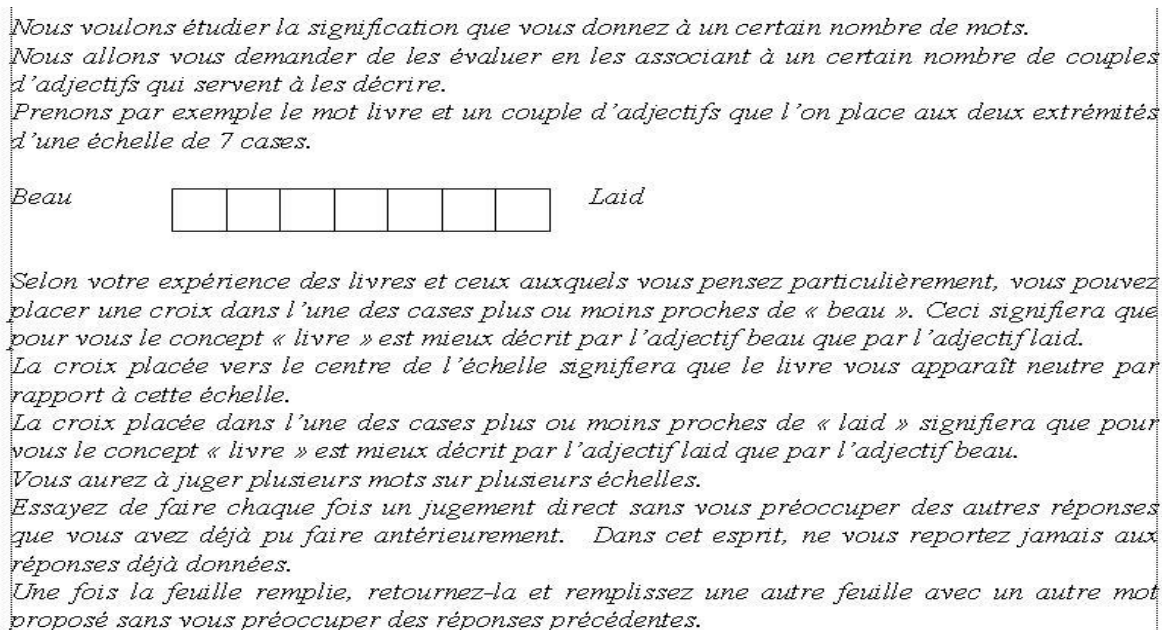 Nous voulons étudier la signification que vous donnez à un certain nombre de mots.
Nous allons vous demander de les évaluer en les associant à un certain nombre de couples
d'adjectifs qui servent à les décrire.
Prenons par exemple le mot livre et un couple d'adjectifs que l'on place aux deux extrémités
d'une échelle de 7 cases.
Beau Laid
Selon votre expérience des livres et ceux auxquels vous pensez particulièrement, vous pouvez
placer une croix dans l'une des cases plus ou moins proches de « beau ». Ceci signifiera que
pour vous le concept « livre » est mieux décrit par l'adjectif beau que par l'adjectif laid.
La croix placée vers le centre de l'échelle signifiera que le livre vous apparaît neutre par
rapport à cette échelle.
La croix placée dans l'une des cases plus ou moins proches de « laid » signifiera que pour
vous le concept « livre » est mieux décrit par l'adjectif laid que par l'adjectif beau.
Vous aurez à juger plusieurs mots sur plusieurs échelles.
Essayez de faire chaque fois un jugement direct sans vous préoccuper des autres réponses
que vous avez déjà pu faire antérieurement. Dans cet esprit, ne vous reportez jamais aux
réponses déjà données.
Une fois la feuille remplie, retournez-la et remplissez une autre feuille avec un autre mot
proposé sans vous préoccuper des réponses précédentes.